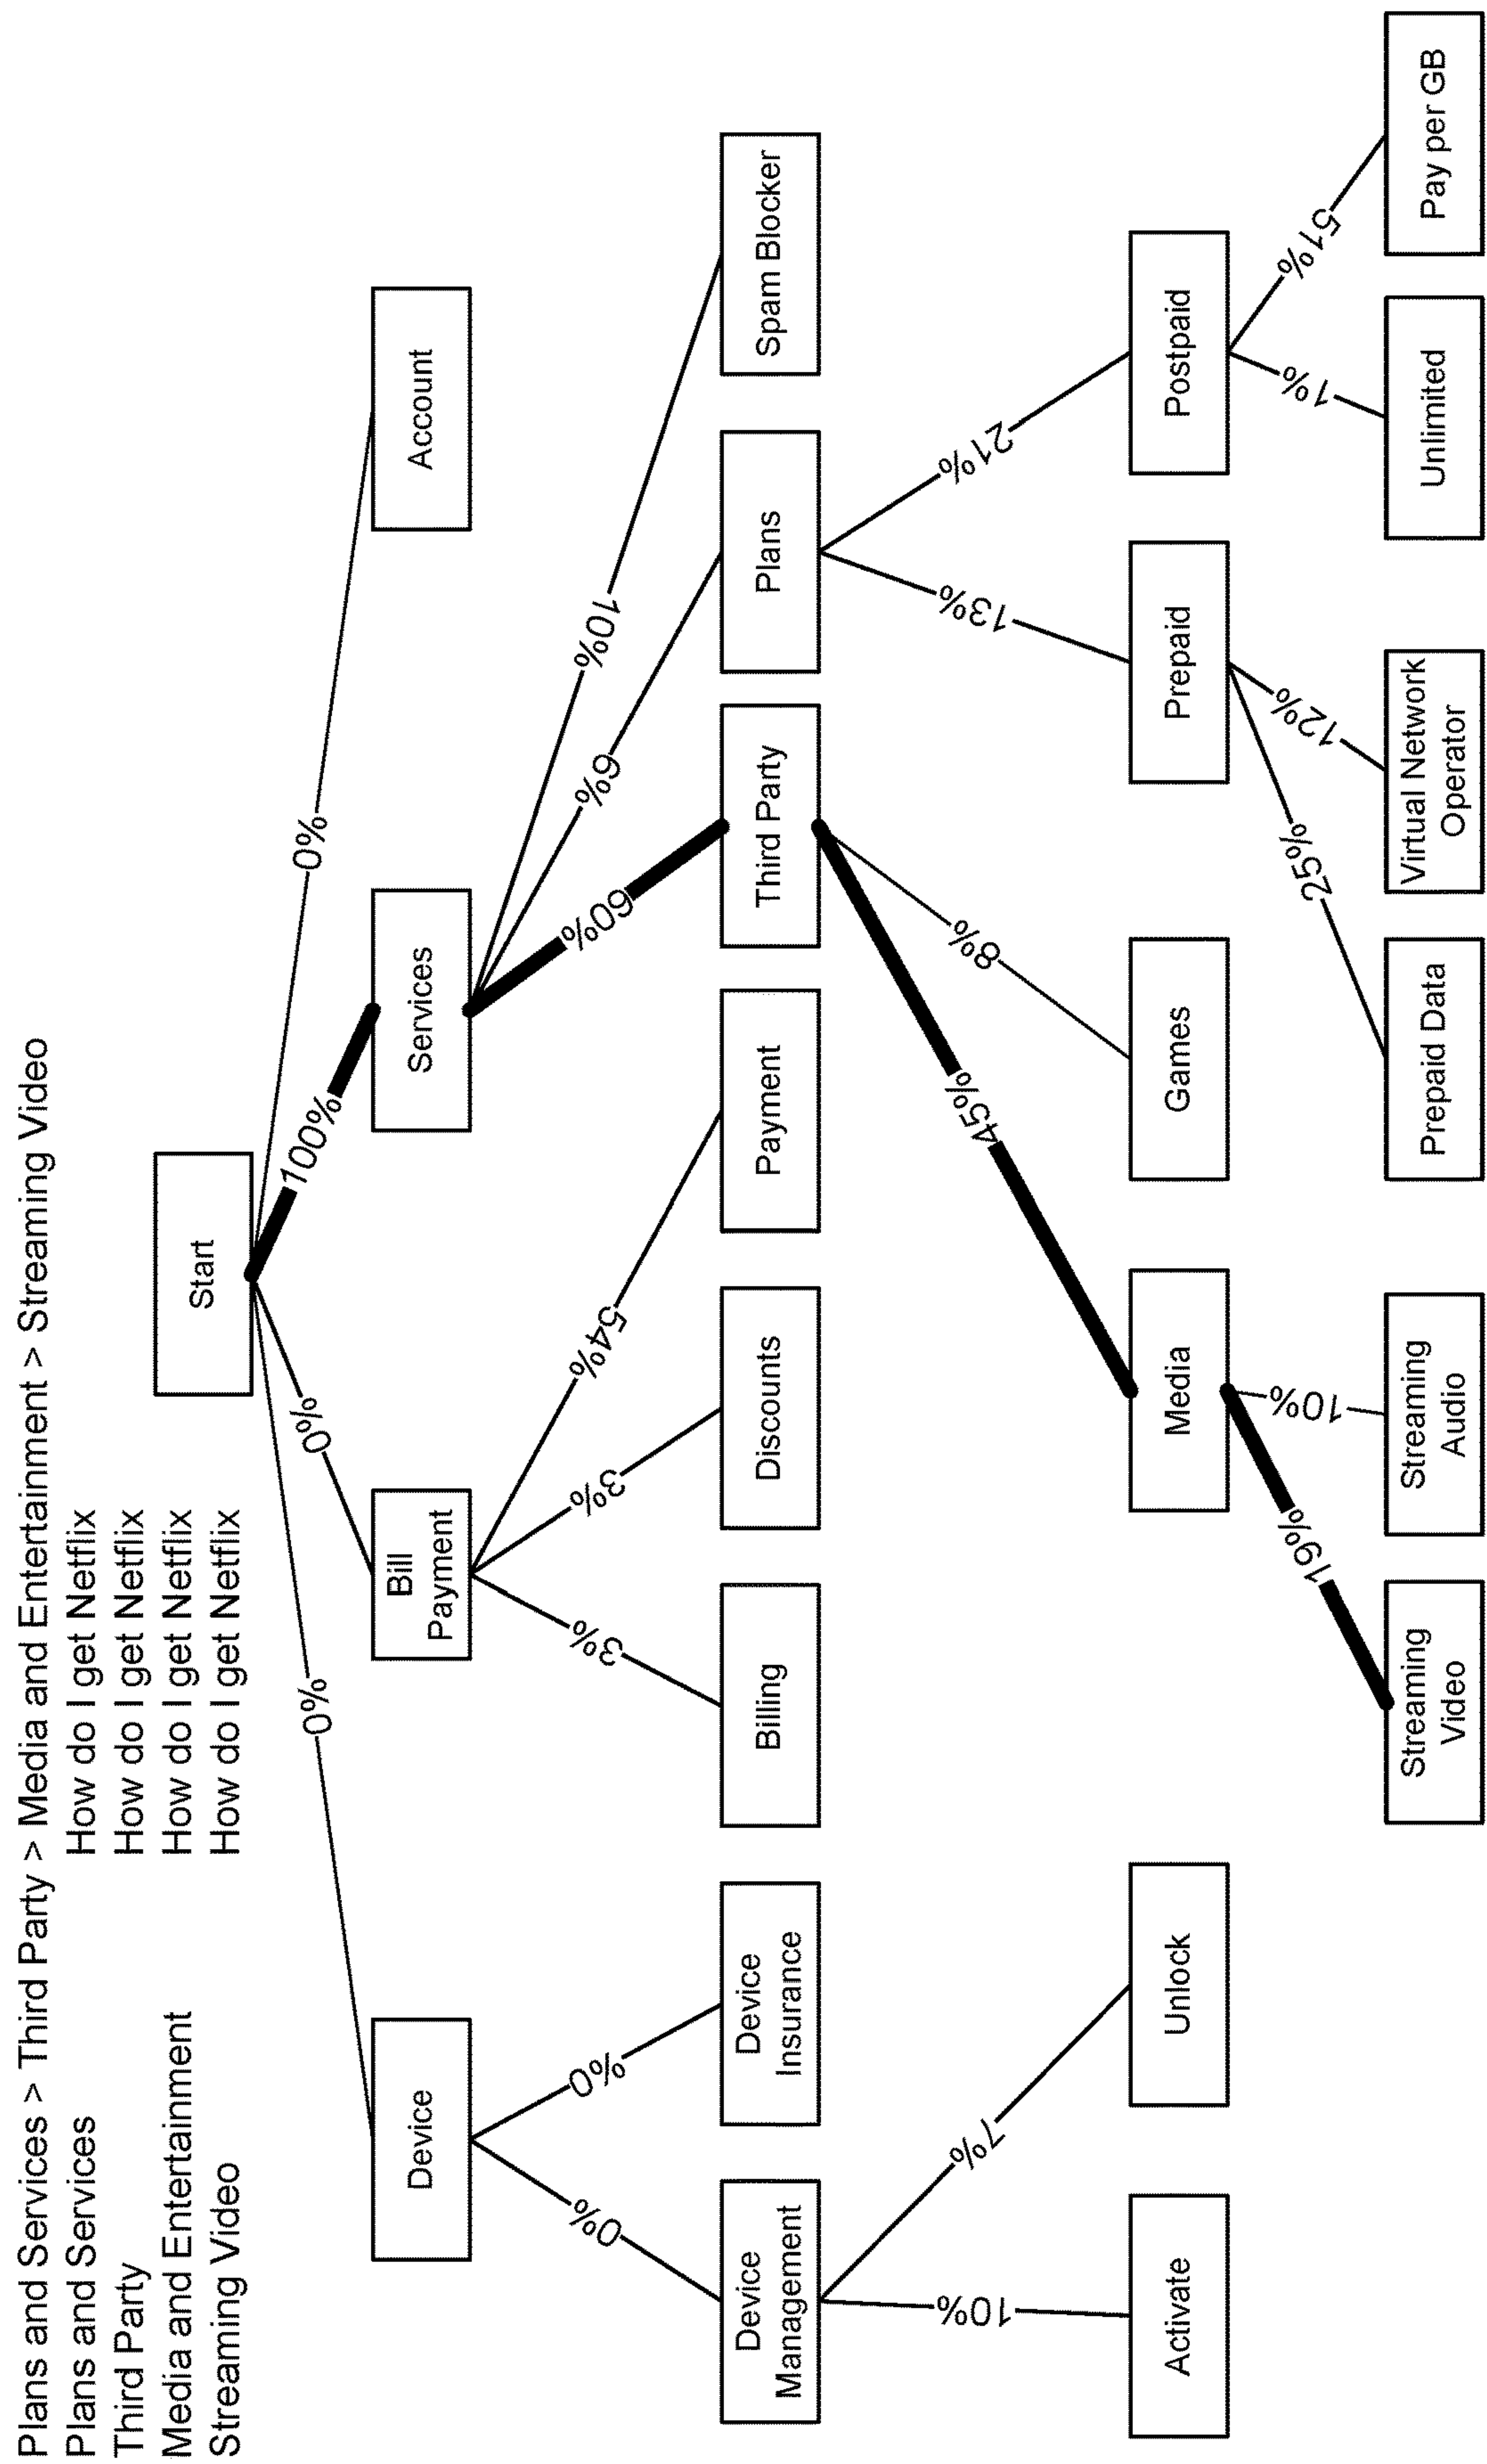 Plans and Services > Third Party > Media and Entertainment > Streaming Video
Plans and Services How do I get Netflix
Third Party How do I get Netflix
Media and Entertainment How do I get Netflix
Streaming Video How do I get Netflix
Start
0%
0%
100%
0%
Device
Bill
Payment
Services
Account
0%
0%
3%
3%
54%
60%
6%
10%
Device
Management
Device
Insurance
Billing
Discounts
Payment
Third Party
Plans
Spam Blocker
10%
7%
45%
8%
13%
21%
Activate
Unlock
Media
Games
Prepaid
Postpaid
19%
10%
25%
12%
1%
51%
Streaming
Video
Streaming
Audio
Prepaid Data
Virtual Network
Operator
Unlimited
Pay per GB